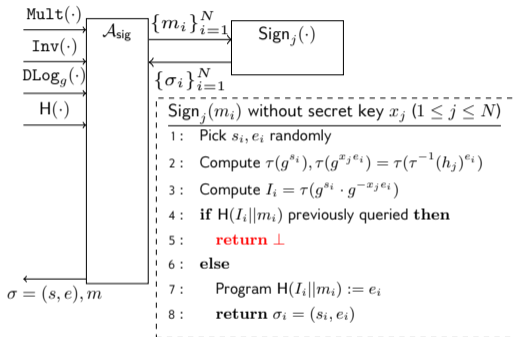 Mult(·)
Inv(·)
DLog_g(·)
H(·)
𝒜_sig
{m_i}_{i=1}^N
Sign_j(·)
{σ_i}_{i=1}^N
σ = (s, e), m
Sign_j(m_i) without secret key x_j (1 ≤ j ≤ N)
1 : Pick s_i, e_i randomly
2 : Compute τ(g^{s_i}), τ(g^{x_j e_i}) = τ(τ^{-1}(h_j)^{e_i})
3 : Compute I_i = τ(g^{s_i} · g^{-x_j e_i})
4 : if H(I_i||m_i) previously queried then
5 : return ⊥
6 : else
7 : Program H(I_i||m_i) := e_i
8 : return σ_i = (s_i, e_i)